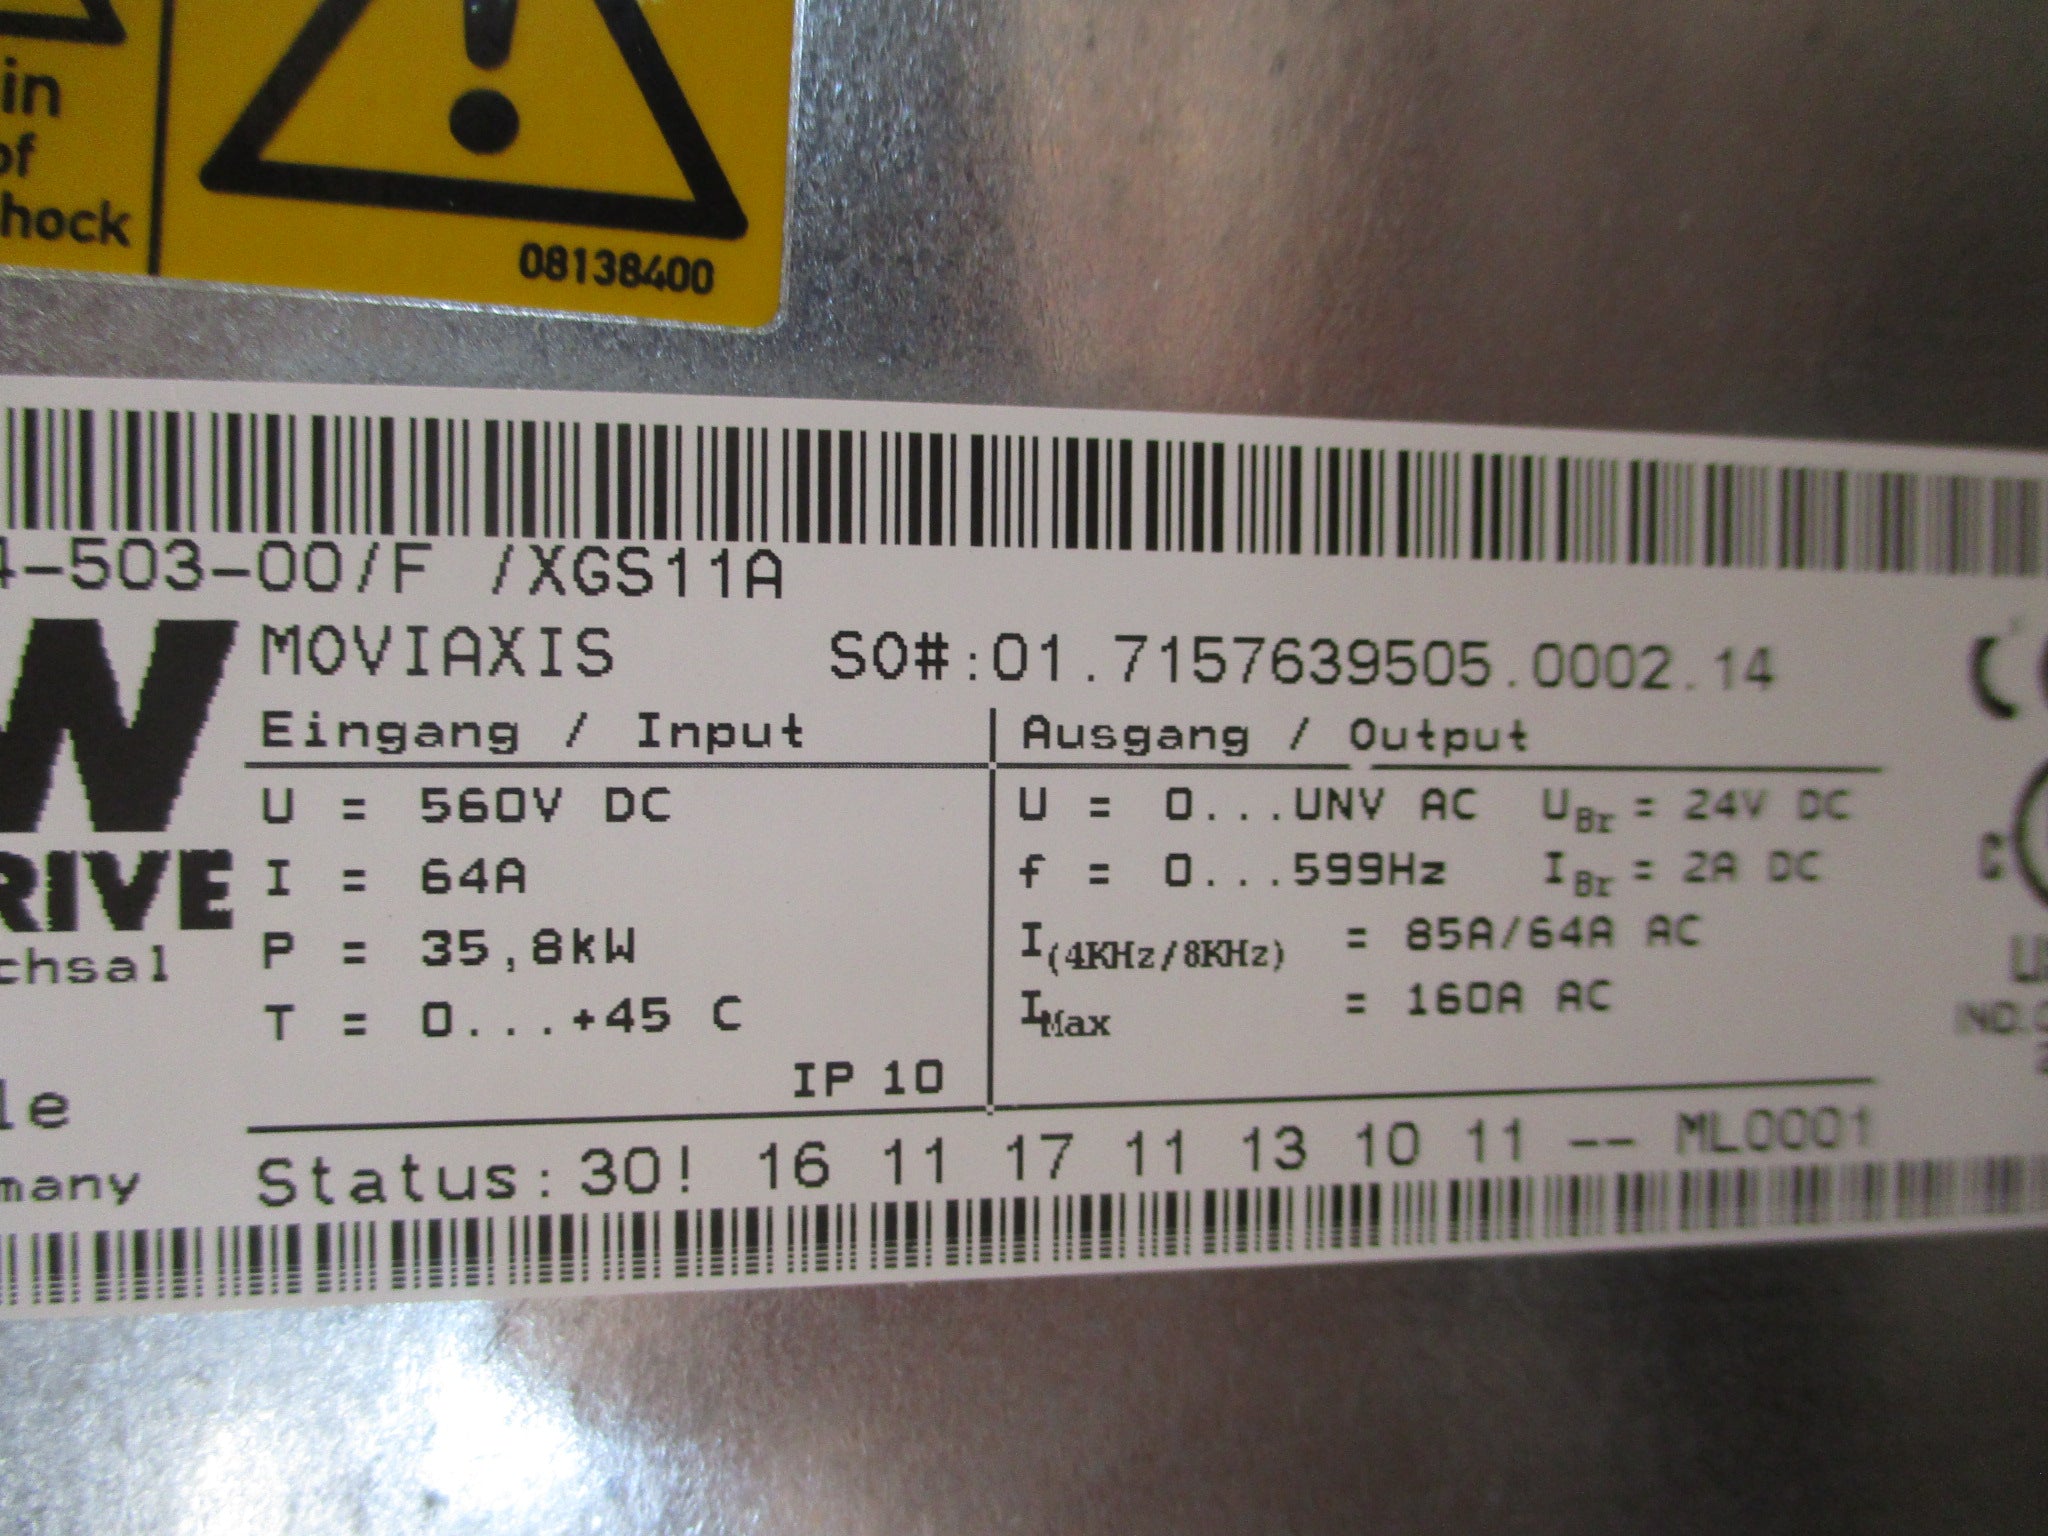 in
of
hock
08138400
4-503-00/F /XGS11A
W
MOVIAXIS SO#:01.7157639505.0002.14
Eingang / Input
Ausgang / Output
U = 560V DC
I = 64A
P = 35,8kW
T = 0...+45 C
IP 10
U = 0...UNV AC UBr = 24V DC
f = 0...599Hz IBr = 2A DC
I(4KHz/8KHz) = 85A/64A AC
IMax = 160A AC
RIVE
chsal
le
many
Status: 30! 16 11 17 11 13 10 11 -- ML0001